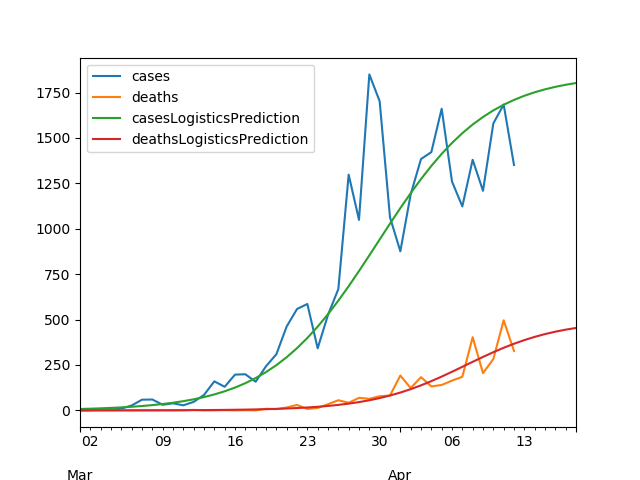 cases
deaths
casesLogisticsPrediction
deathsLogisticsPrediction
1750
1500
1250
1000
750
500
250
0
02 09 16 23 30 06 13
Mar Apr